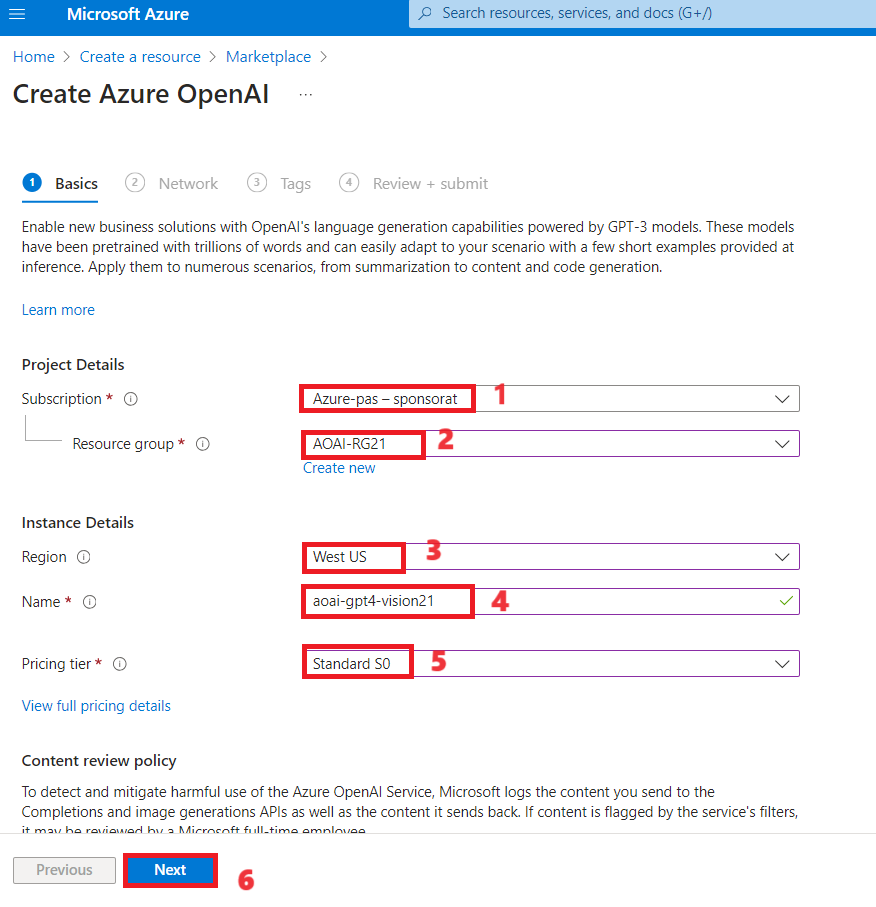 Microsoft Azure
Search resources, services, and docs (G+/)
Home > Create a resource > Marketplace >
Create Azure OpenAI ...
1 Basics 2 Network 3 Tags 4 Review + submit
Enable new business solutions with OpenAI's language generation capabilities powered by GPT-3 models. These models
have been pretrained with trillions of words and can easily adapt to your scenario with a few short examples provided at
inference. Apply them to numerous scenarios, from summarization to content and code generation.
Learn more
Project Details
Subscription * Azure-pas – sponsorat 1
Resource group * AOAI-RG21 2
Create new
Instance Details
Region West US 3
Name * aoai-gpt4-vision21 4
Pricing tier * Standard S0 5
View full pricing details
Content review policy
To detect and mitigate harmful use of the Azure OpenAI Service, Microsoft logs the content you send to the
Completions and image generations APIs as well as the content it sends back. If content is flagged by the service's filters,
it may be reviewed by a Microsoft full-time employee.
Previous Next 6